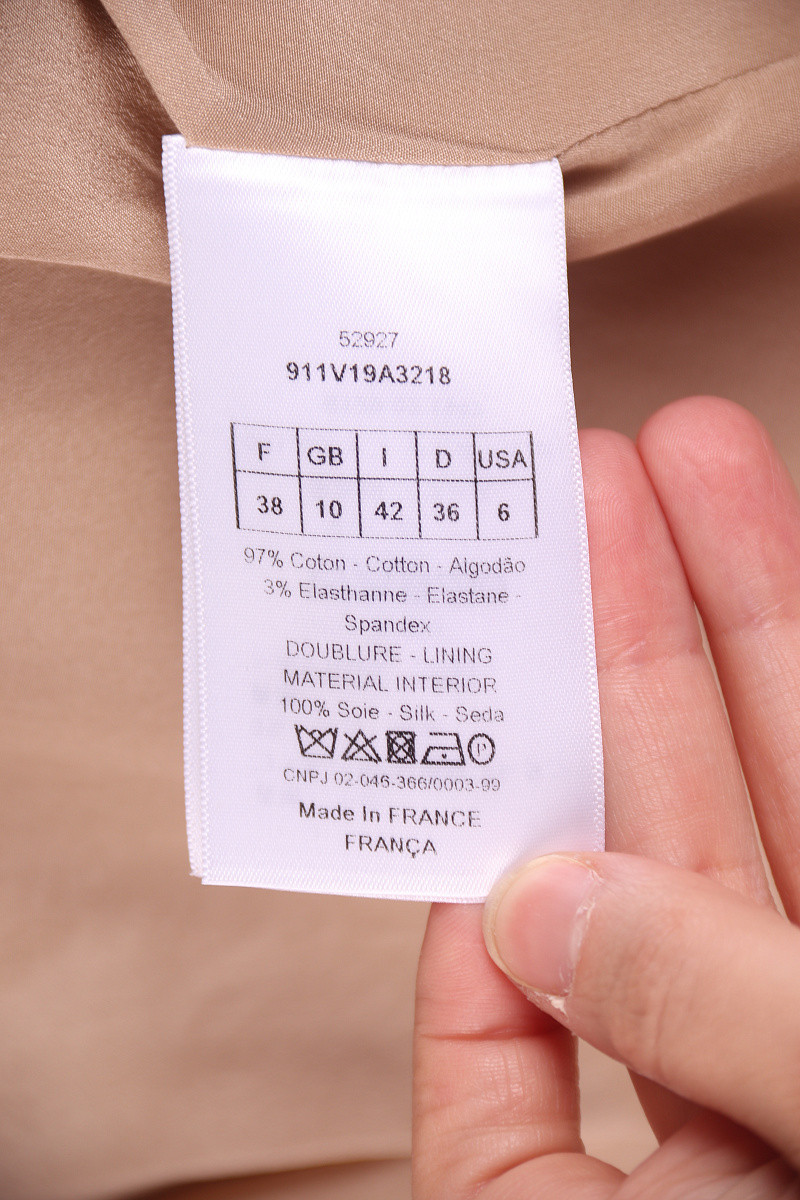 52927
911V19A3218
F GB I D USA
38 10 42 36 6
97% Coton - Cotton - Algodão
3% Elasthanne - Elastane -
Spandex
DOUBLURE - LINING
MATERIAL INTERIOR
100% Soie - Silk - Seda
P
CNPJ 02-046-366/0003-99
Made In FRANCE
FRANÇA